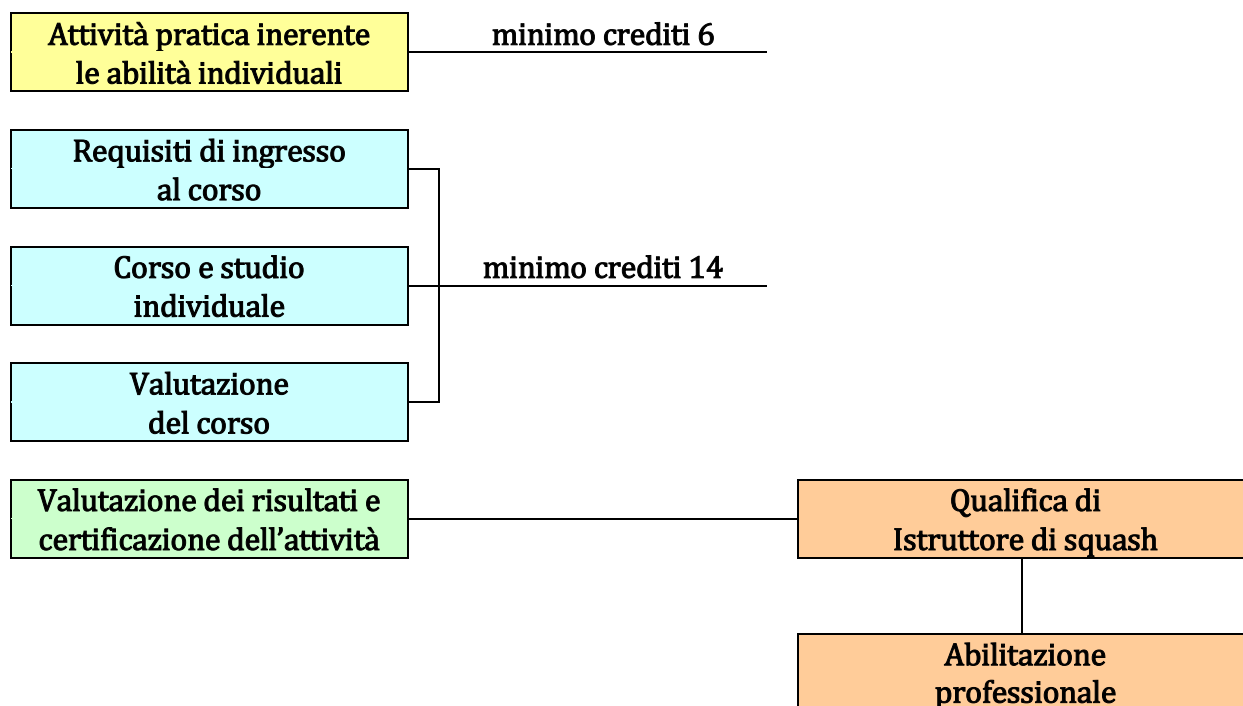 Attività pratica inerente
le abilità individuali
minimo crediti 6
Requisiti di ingresso
al corso
Corso e studio
individuale
minimo crediti 14
Valutazione
del corso
Valutazione dei risultati e
certificazione dell’attività
Qualifica di
Istruttore di squash
Abilitazione
professionale